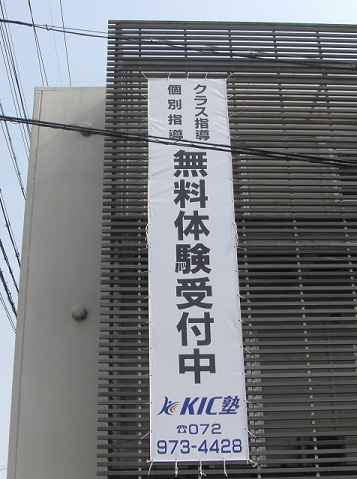 クラス指導
個別指導
無料体験受付中
KIC塾
☎072
973-4428